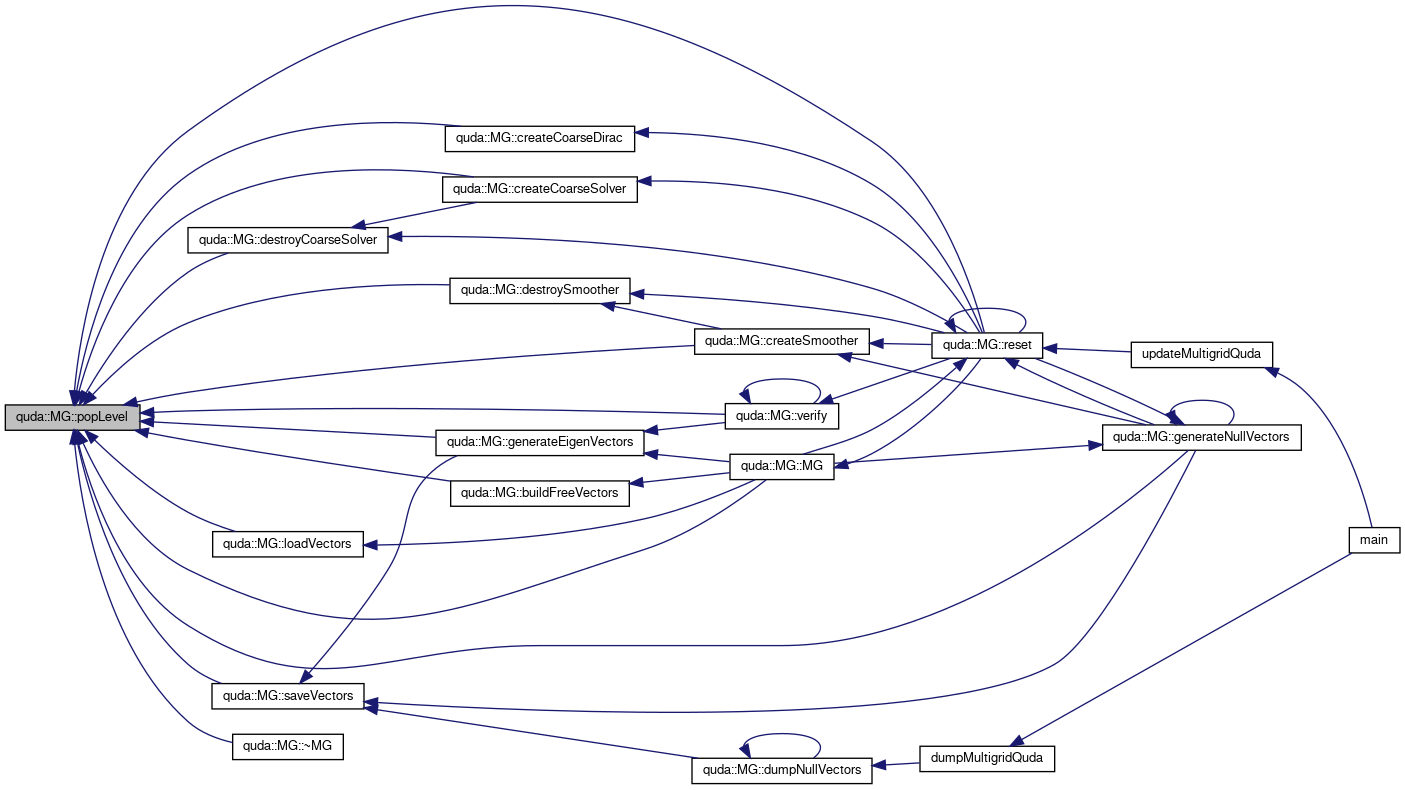 quda::MG::createCoarseDirac
quda::MG::createCoarseSolver
quda::MG::destroyCoarseSolver
quda::MG::destroySmoother
quda::MG::createSmoother
quda::MG::reset
updateMultigridQuda
quda::MG::popLevel
quda::MG::verify
quda::MG::generateEigenVectors
quda::MG::generateNullVectors
quda::MG::MG
quda::MG::buildFreeVectors
quda::MG::loadVectors
main
quda::MG::saveVectors
quda::MG::~MG
quda::MG::dumpNullVectors
dumpMultigridQuda